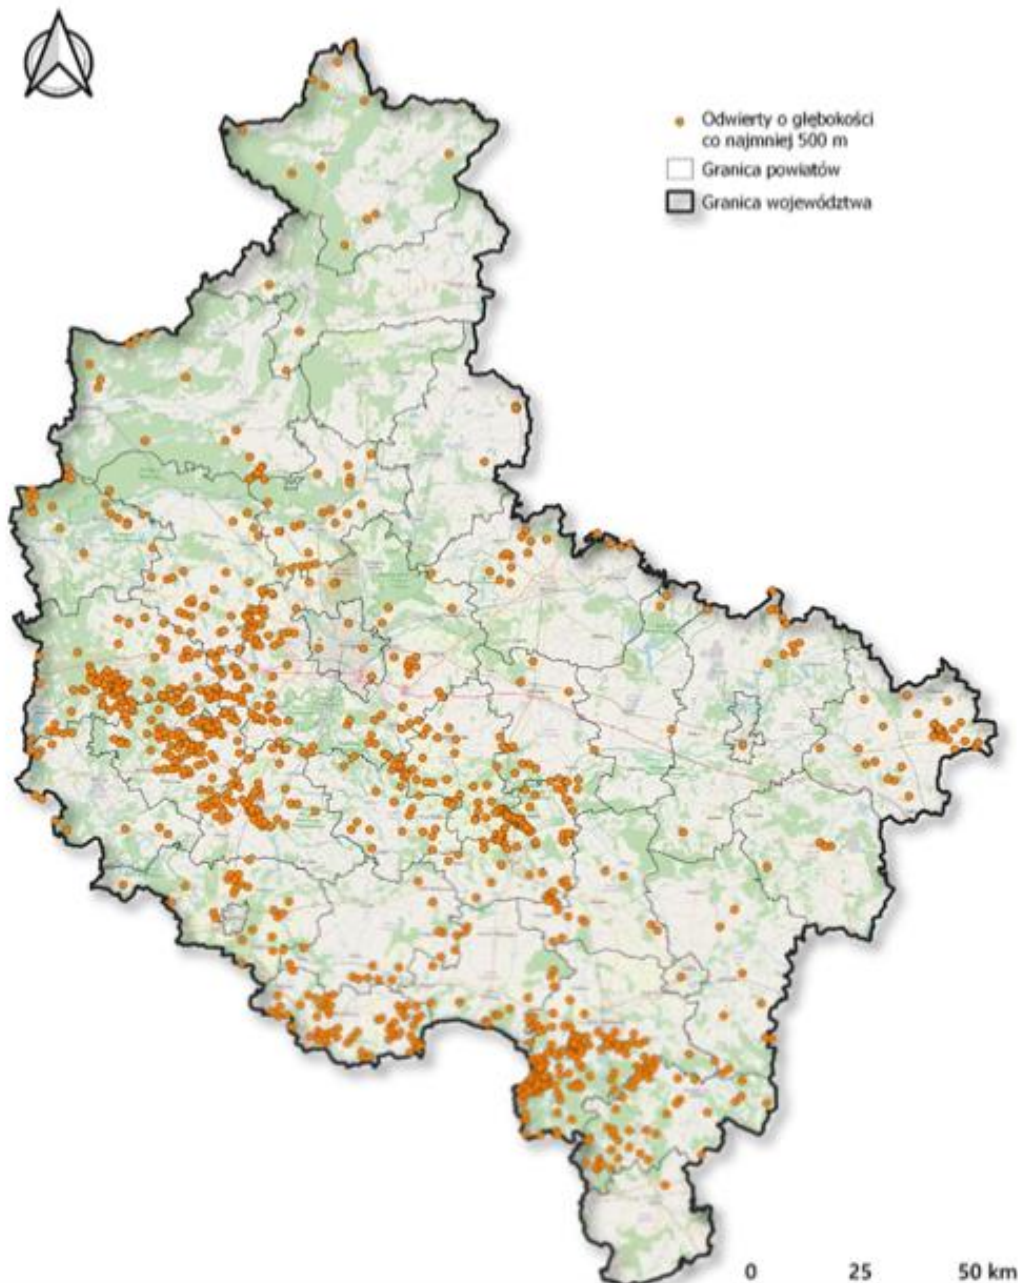 Odwierty o głębokości
co najmniej 500 m
Granica powiatów
Granica województwa
0 25 50 km